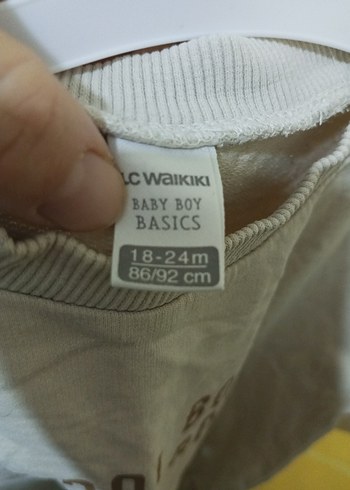 LC WAIKIKI
BABY BOY
BASICS
18-24m
86/92 cm